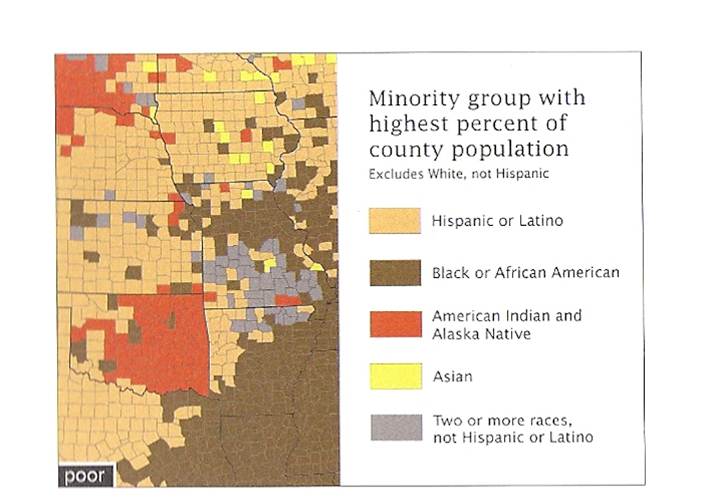 Minority group with
highest percent of
county population
Excludes White, not Hispanic
Hispanic or Latino
Black or African American
American Indian and
Alaska Native
Asian
Two or more races,
not Hispanic or Latino
poor